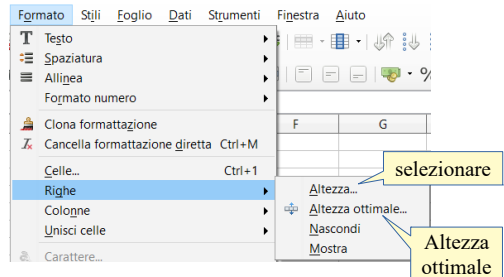 Formato Stili Foglio Dati Strumenti Finestra Aiuto
Testo
Spaziatura
Allinea
Formato numero
Clona formattazione
Cancella formattazione diretta Ctrl+M
Celle... Ctrl+1
Righe
Colonne
Unisci celle
Carattere...
F G
%
selezionare
Altezza...
Altezza ottimale...
Nascondi
Mostra
Altezza
ottimale